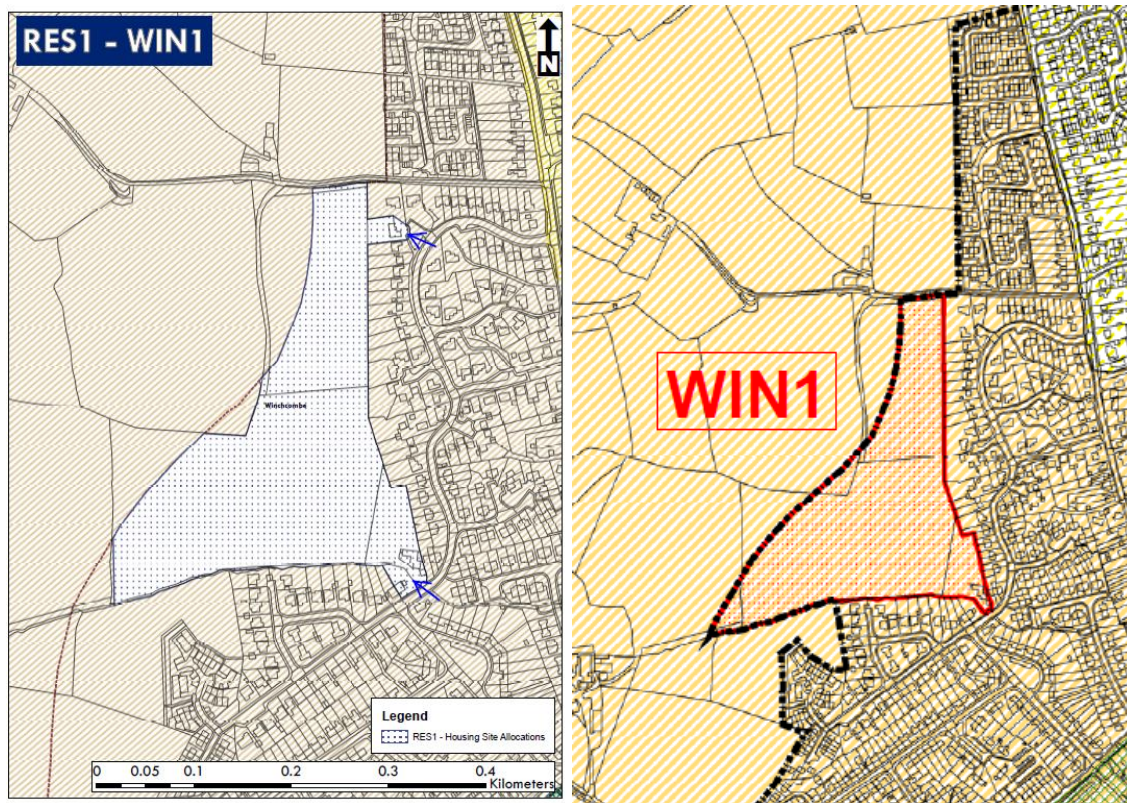 RES1 - WIN1
N
Winchcombe
Legend
RES1 - Housing Site Allocations
0 0.05 0.1 0.2 0.3 0.4
Kilometers
WIN1